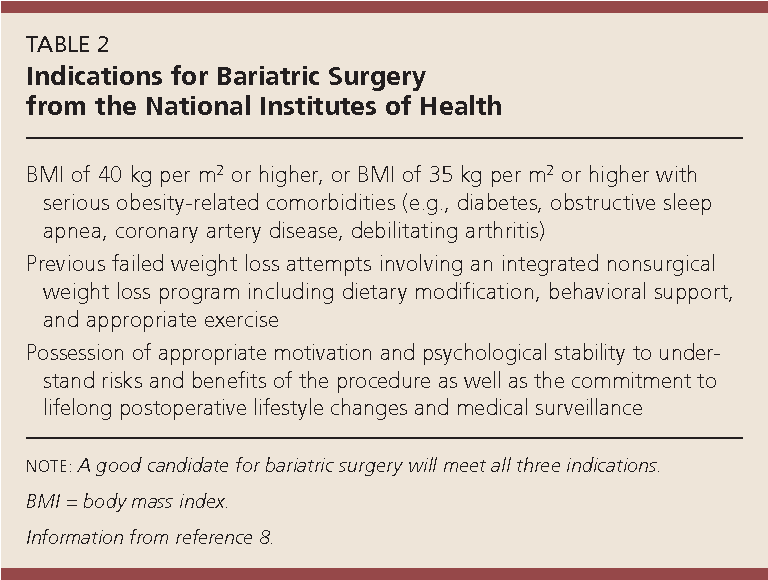 TABLE 2
Indications for Bariatric Surgery
from the National Institutes of Health
BMI of 40 kg per m² or higher, or BMI of 35 kg per m² or higher with
serious obesity-related comorbidities (e.g., diabetes, obstructive sleep
apnea, coronary artery disease, debilitating arthritis)
Previous failed weight loss attempts involving an integrated nonsurgical
weight loss program including dietary modification, behavioral support,
and appropriate exercise
Possession of appropriate motivation and psychological stability to under-
stand risks and benefits of the procedure as well as the commitment to
lifelong postoperative lifestyle changes and medical surveillance
NOTE: A good candidate for bariatric surgery will meet all three indications.
BMI = body mass index.
Information from reference 8.